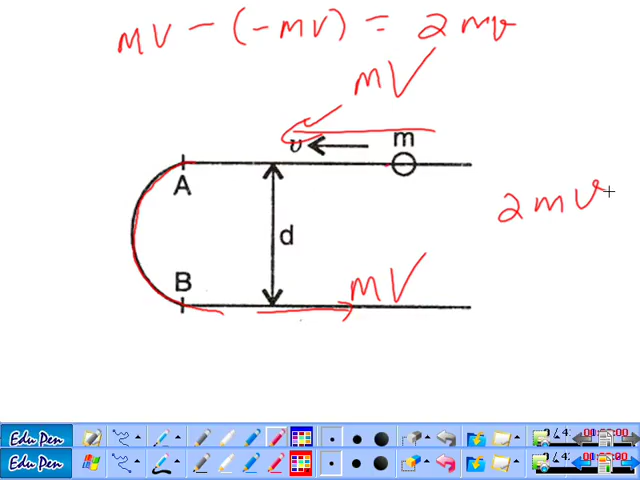 mv - (-mv) = 2mv
mv
v m
A
2mv
d
B mv
Edu Pen
Edu Pen